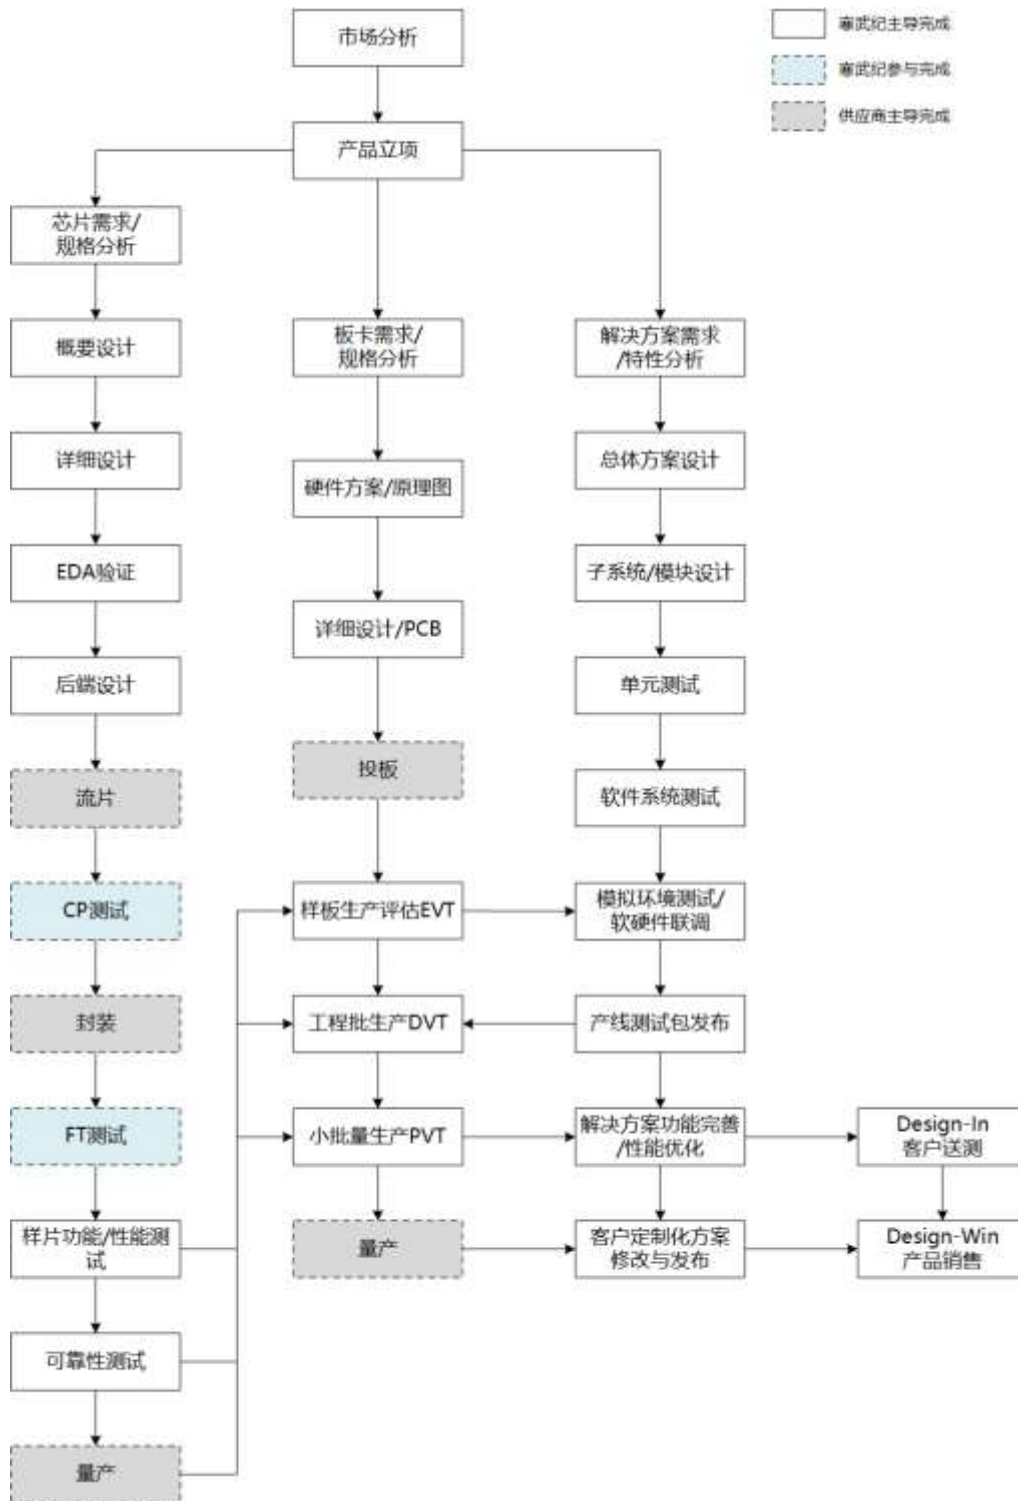 市场分析
寒武纪主导完成
寒武纪参与完成
供应商主导完成
产品立项
芯片需求/
规格分析
概要设计
详细设计
EDA验证
后端设计
流片
CP测试
封装
FT测试
样片功能/性能测
试
可靠性测试
量产
板卡需求/
规格分析
硬件方案/原理图
详细设计/PCB
投板
样板生产评估EVT
工程批生产DVT
小批量生产PVT
量产
解决方案需求
/特性分析
总体方案设计
子系统/模块设计
单元测试
软件系统测试
模拟环境测试/
软硬件联调
产线测试包发布
解决方案功能完善
/性能优化
客户定制化方案
修改与发布
Design-In
客户送测
Design-Win
产品销售